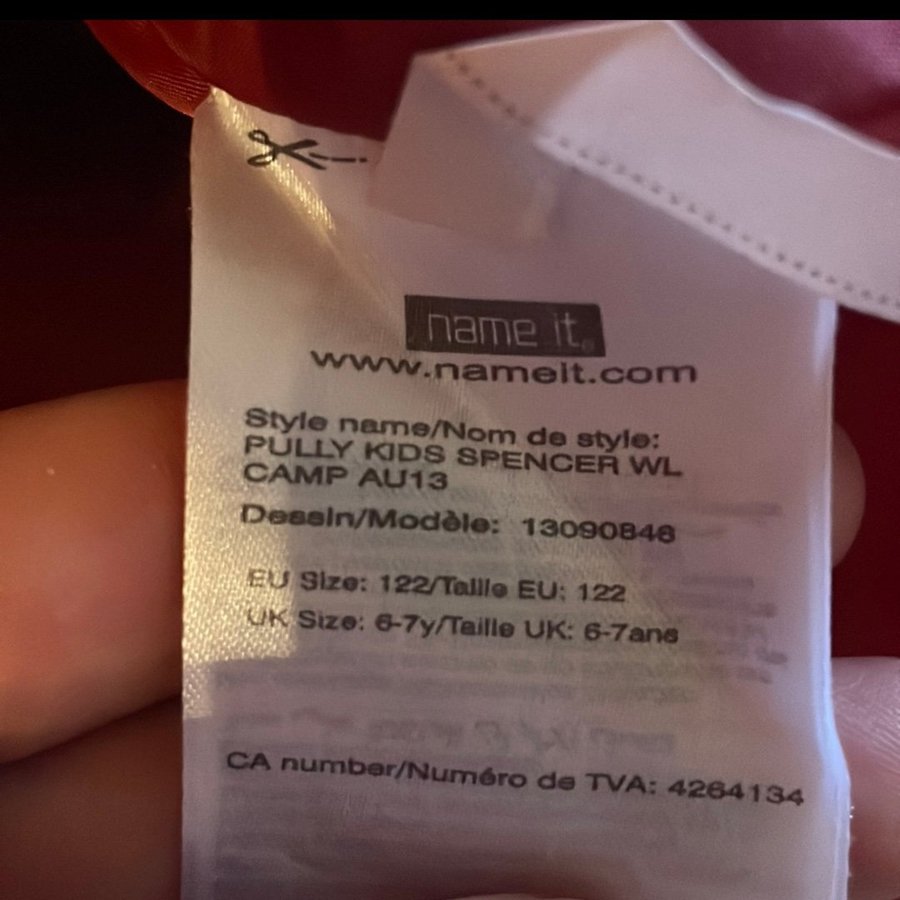 name it.
www.nameit.com
Style name/Nom de style:
PULLY KIDS SPENCER WL
CAMP AU13
Dessin/Modèle: 13090846
EU Size: 122/Taille EU: 122
UK Size: 6-7y/Taille UK: 6-7ans
CA number/Numéro de TVA: 4264134